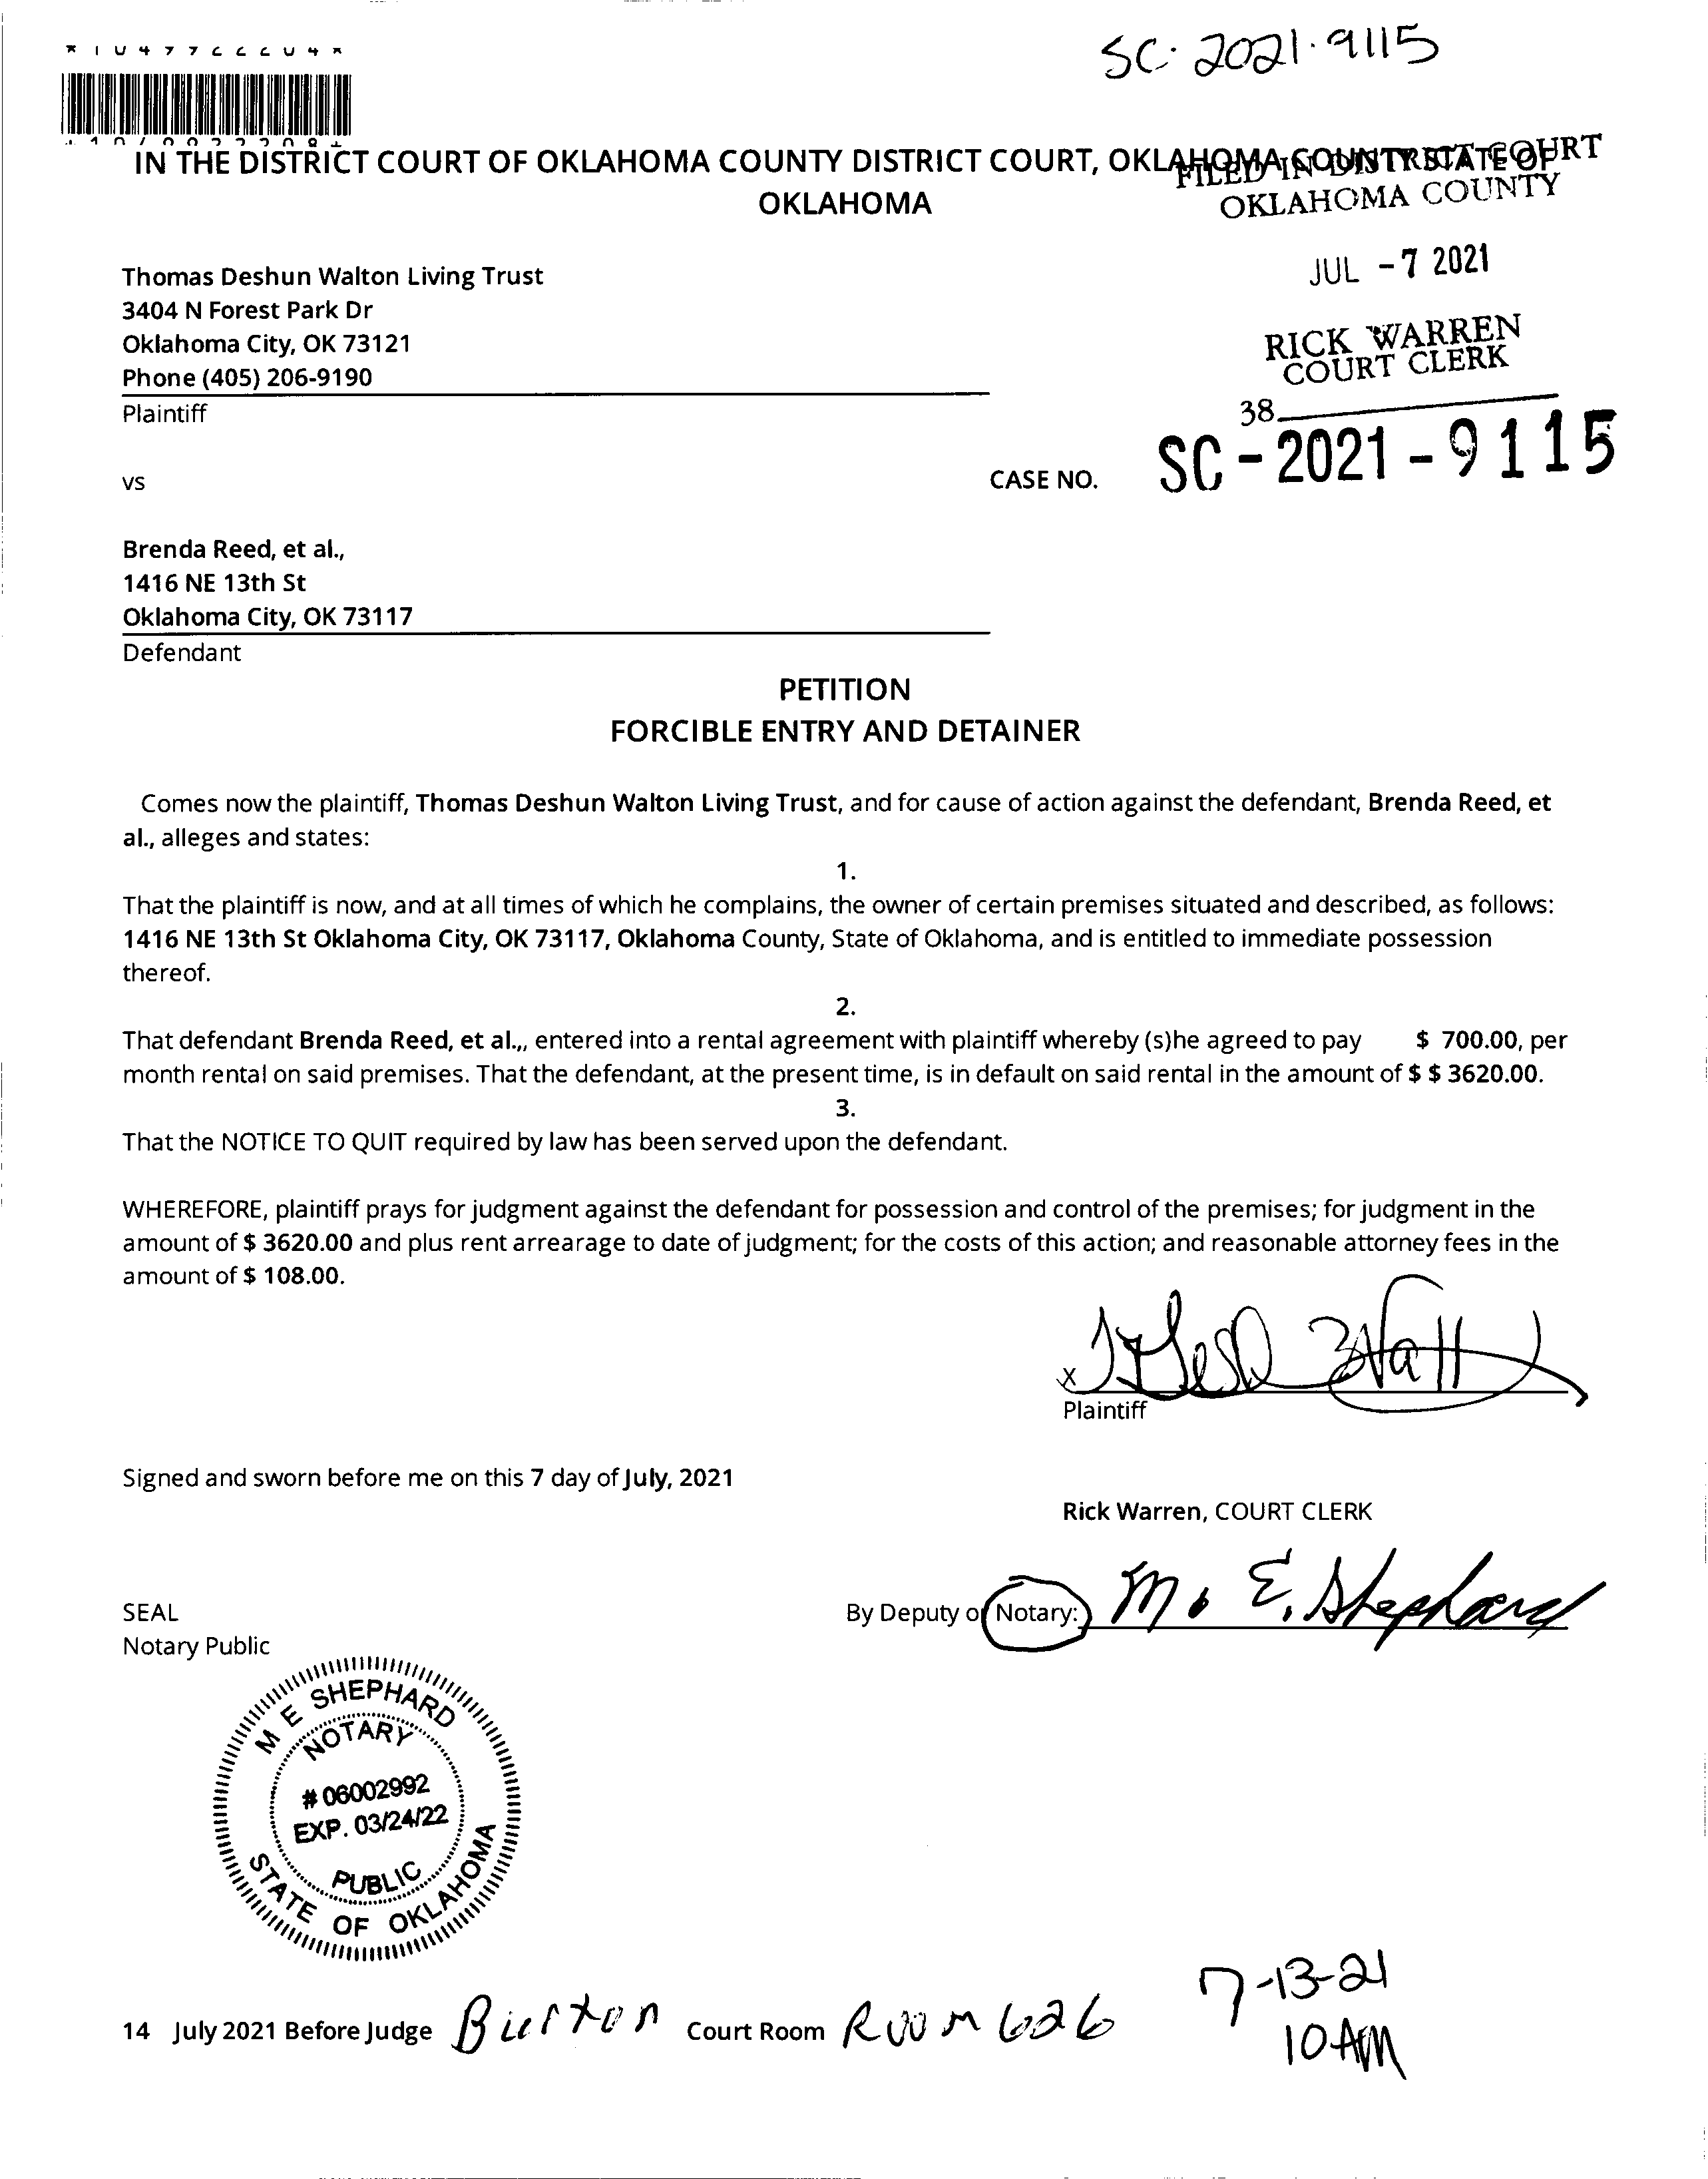 SC-2021-9115
IN THE DISTRICT COURT OF OKLAHOMA COUNTY DISTRICT COURT, OKLAHOMA COUNTY STATE OF
OKLAHOMA
FILED IN DISTRICT COURT
OKLAHOMA COUNTY
JUL -7 2021
RICK WARREN
COURT CLERK
38
Thomas Deshun Walton Living Trust
3404 N Forest Park Dr
Oklahoma City, OK 73121
Phone (405) 206-9190
Plaintiff
vs
CASE NO. SC-2021-9115
Brenda Reed, et al.,
1416 NE 13th St
Oklahoma City, OK 73117
Defendant
PETITION
FORCIBLE ENTRY AND DETAINER
Comes now the plaintiff, Thomas Deshun Walton Living Trust, and for cause of action against the defendant, Brenda Reed, et
al., alleges and states:
1.
That the plaintiff is now, and at all times of which he complains, the owner of certain premises situated and described, as follows:
1416 NE 13th St Oklahoma City, OK 73117, Oklahoma County, State of Oklahoma, and is entitled to immediate possession
thereof.
2.
That defendant Brenda Reed, et al.,,, entered into a rental agreement with plaintiff whereby (s)he agreed to pay $ 700.00, per
month rental on said premises. That the defendant, at the present time, is in default on said rental in the amount of $ $ 3620.00.
3.
That the NOTICE TO QUIT required by law has been served upon the defendant.
WHEREFORE, plaintiff prays for judgment against the defendant for possession and control of the premises; for judgment in the
amount of $ 3620.00 and plus rent arrearage to date of judgment; for the costs of this action; and reasonable attorney fees in the
amount of $ 108.00.
X
Plaintiff
Signed and sworn before me on this 7 day of July, 2021
Rick Warren, COURT CLERK
SEAL
By Deputy or Notary: M. E. Shephard
Notary Public
M E SHEPHARD
NOTARY
# 06002992
EXP. 03/24/22
PUBLIC
STATE OF OKLAHOMA
7-13-21
10AM
14 July 2021 Before Judge Burton Court Room Room 626